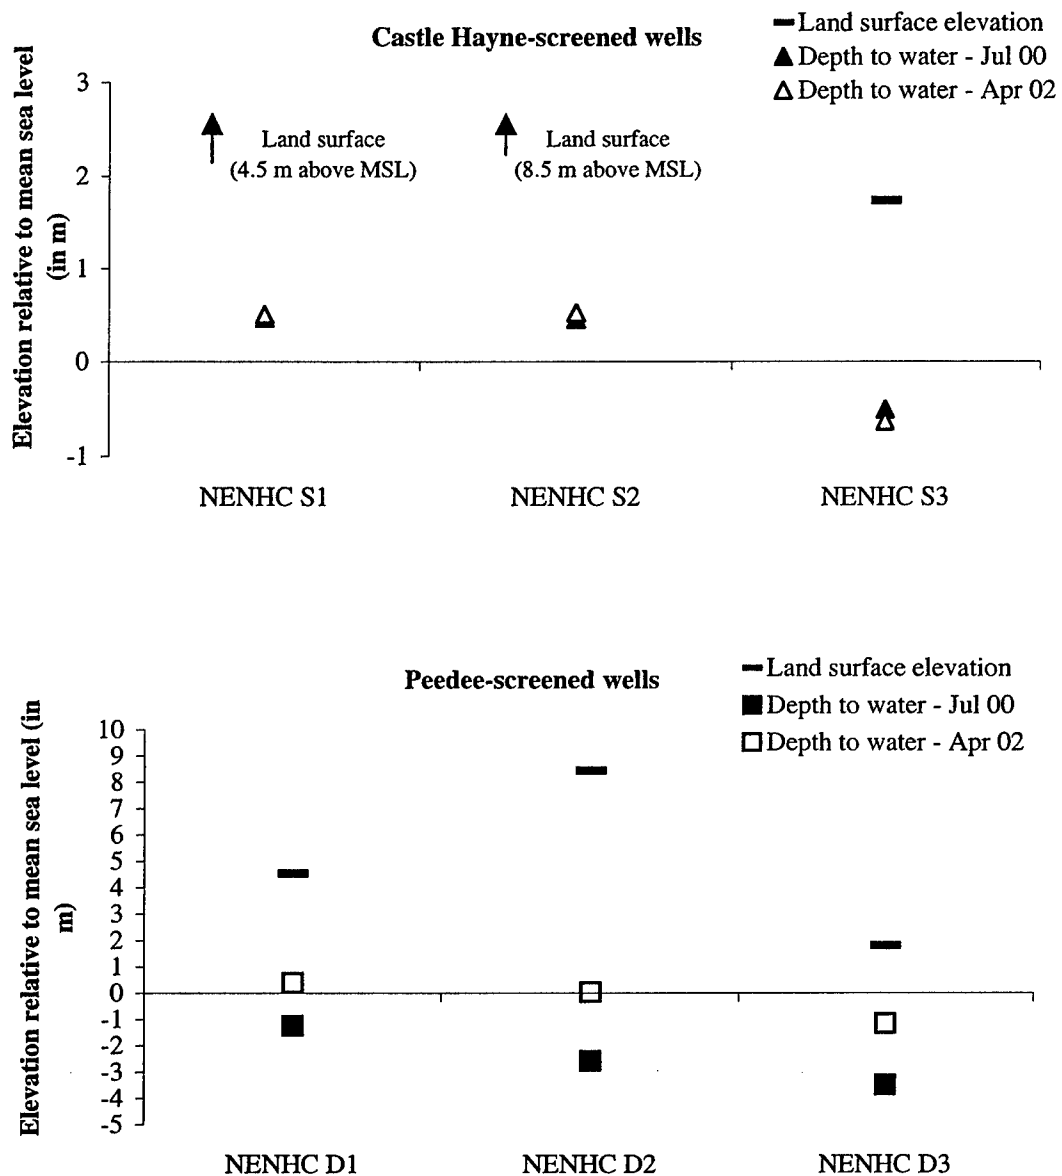 Castle Hayne-screened wells
Land surface elevation
Depth to water - Jul 00
Depth to water - Apr 02
Elevation relative to mean sea level
(in m)
3
2
1
0
-1
Land surface
(4.5 m above MSL)
Land surface
(8.5 m above MSL)
NENHC S1
NENHC S2
NENHC S3
Peedee-screened wells
Land surface elevation
Depth to water - Jul 00
Depth to water - Apr 02
Elevation relative to mean sea level (in
m)
10
9
8
7
6
5
4
3
2
1
0
-1
-2
-3
-4
-5
NENHC D1
NENHC D2
NENHC D3